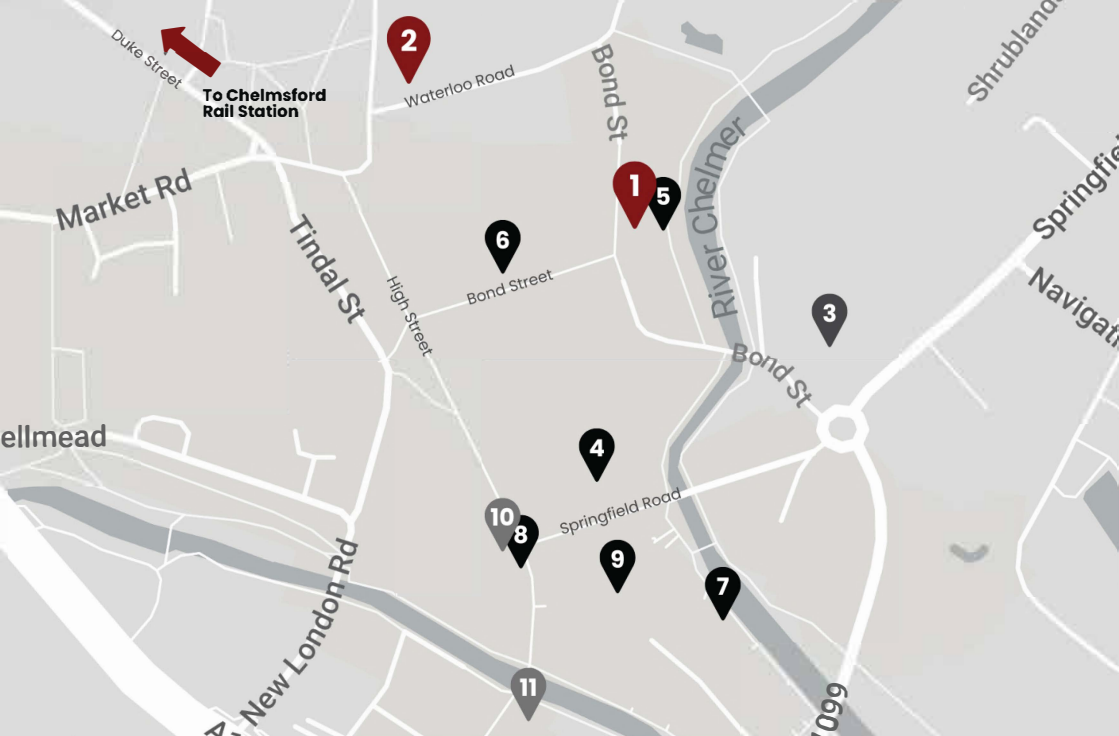 Duke Street
To Chelmsford
Rail Station
2
Waterloo Road
Bond St
Shrublands
Market Rd
1
5
River Chelmer
Springfie
Tindal St
6
Bond Street
High Street
3
Navigati
Bond St
ellmead
4
10
8
Springfield Road
9
7
New London Rd
11
A
1099